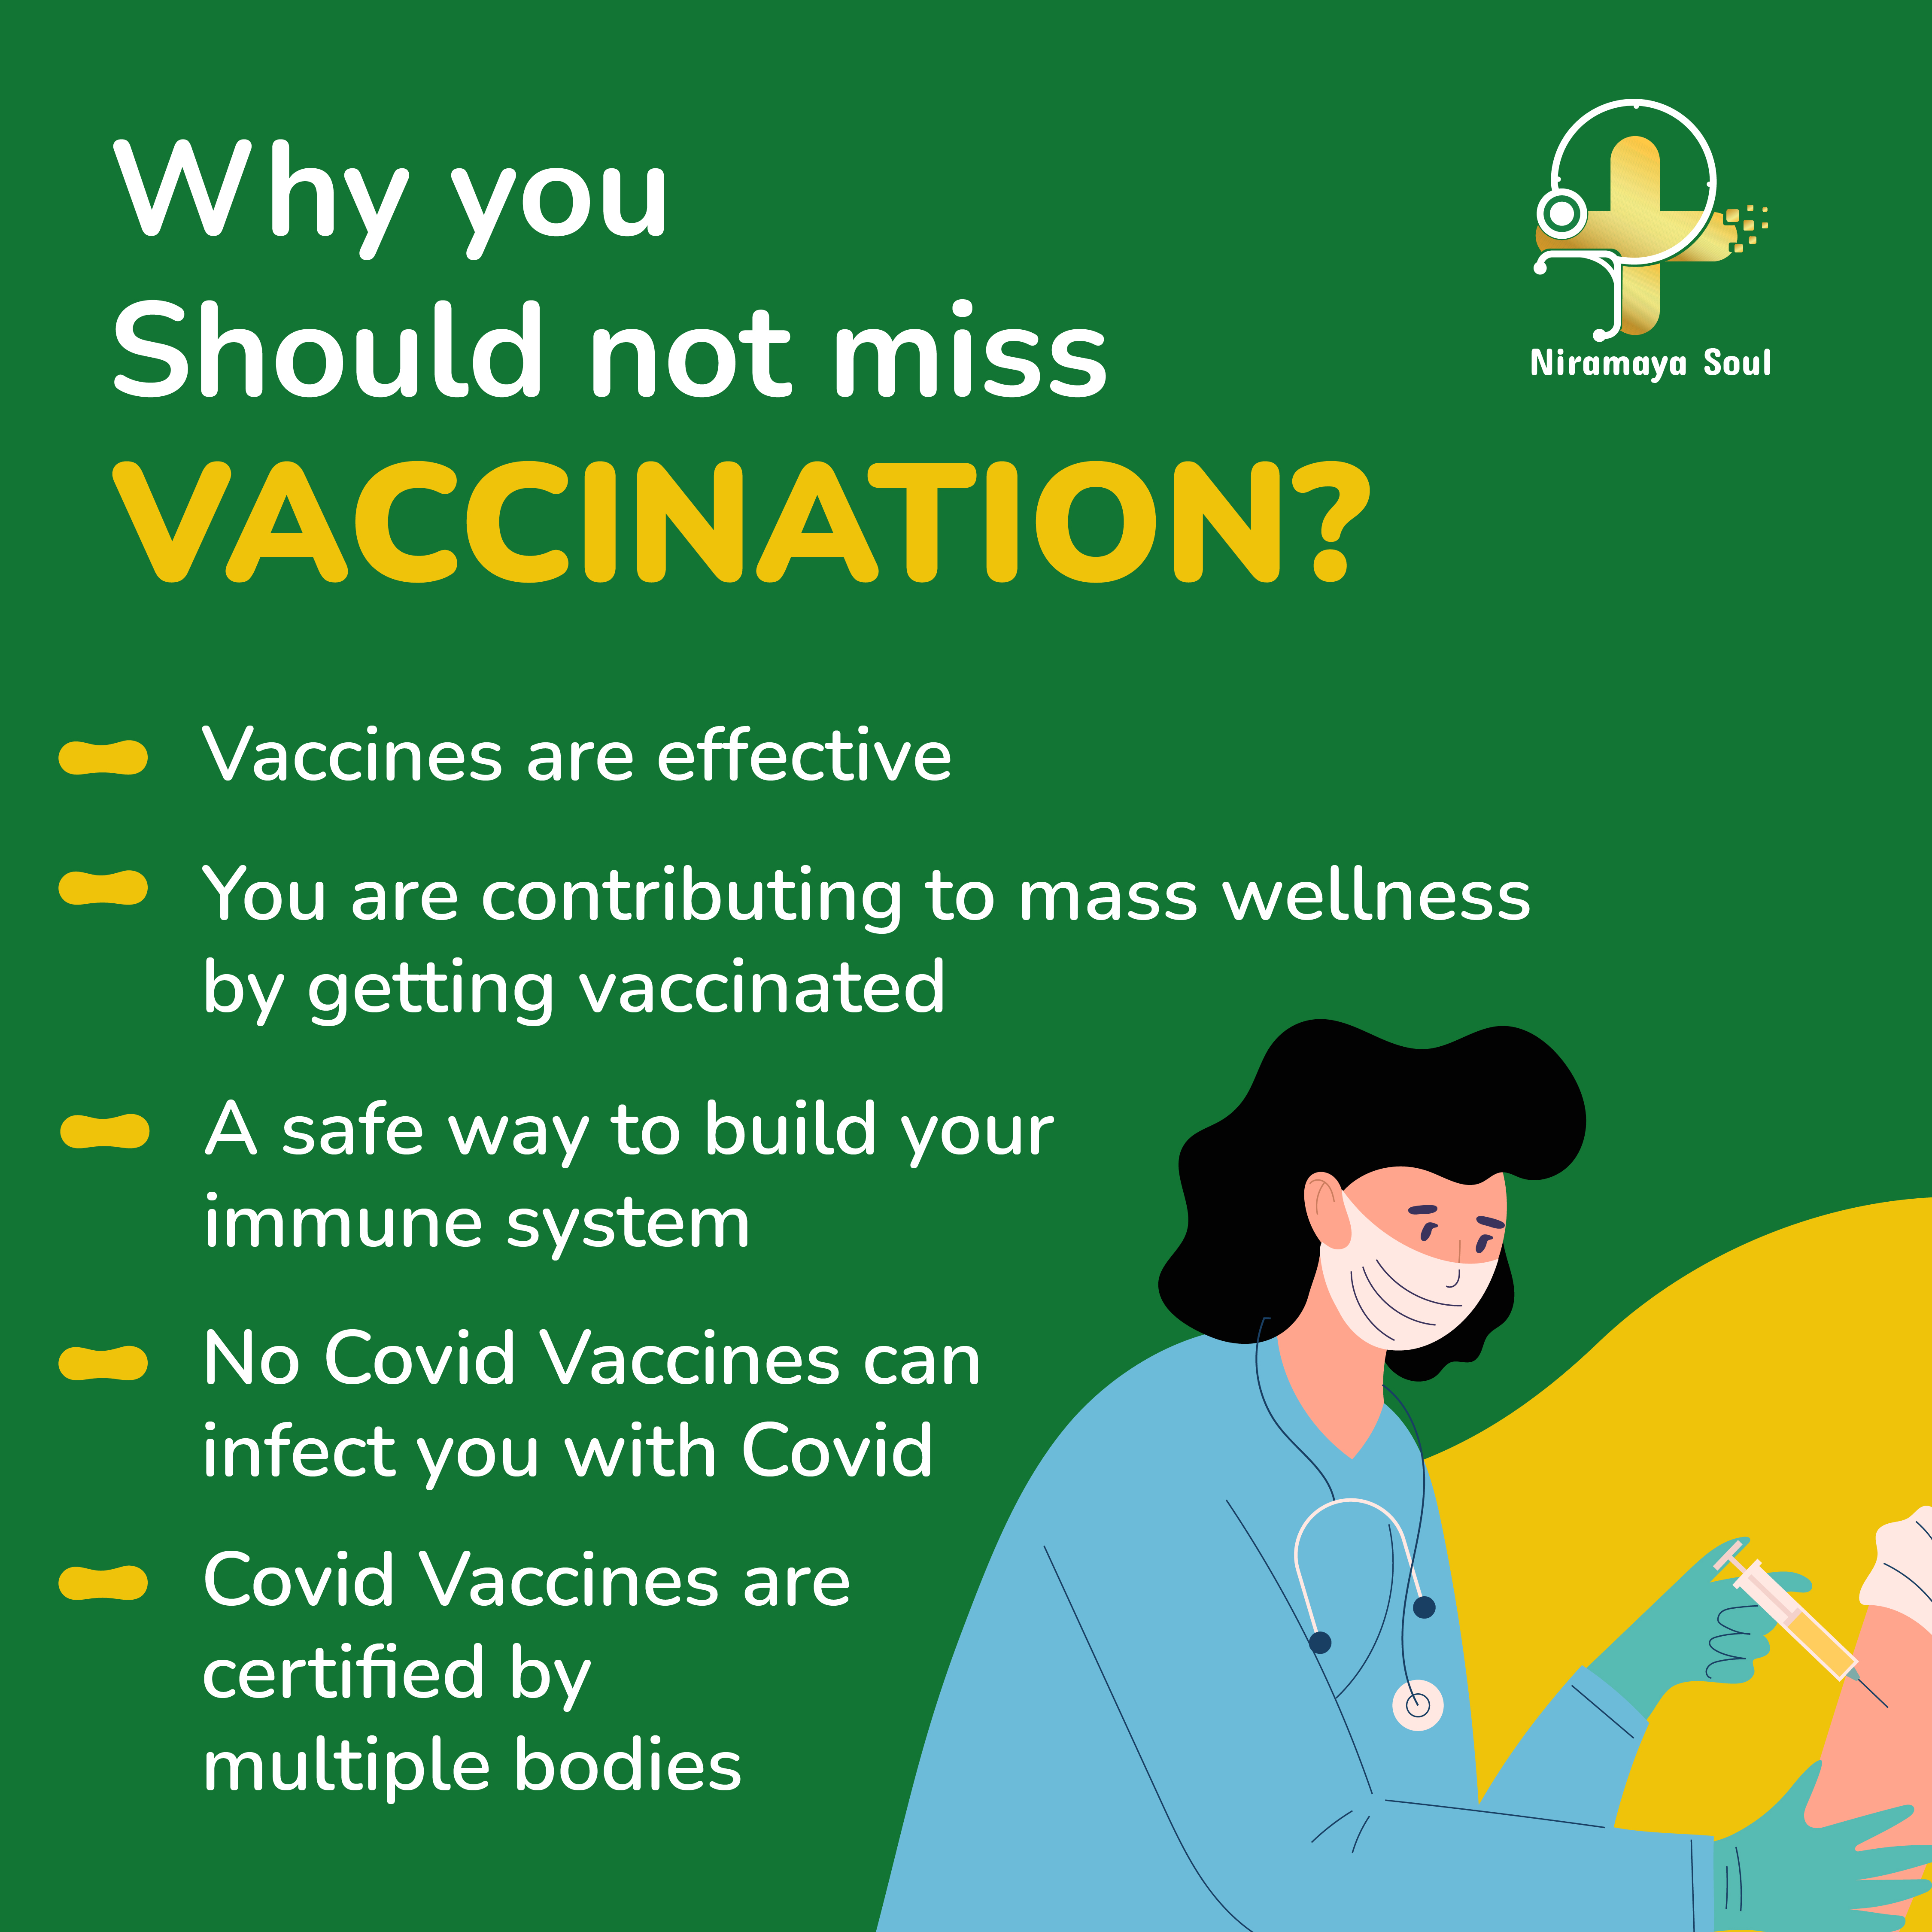 Why you
Should not miss
VACCINATION?
Niramaya Soul
Vaccines are effective
You are contributing to mass wellness
by getting vaccinated
A safe way to build your
immune system
No Covid Vaccines can
infect you with Covid
Covid Vaccines are
certified by
multiple bodies